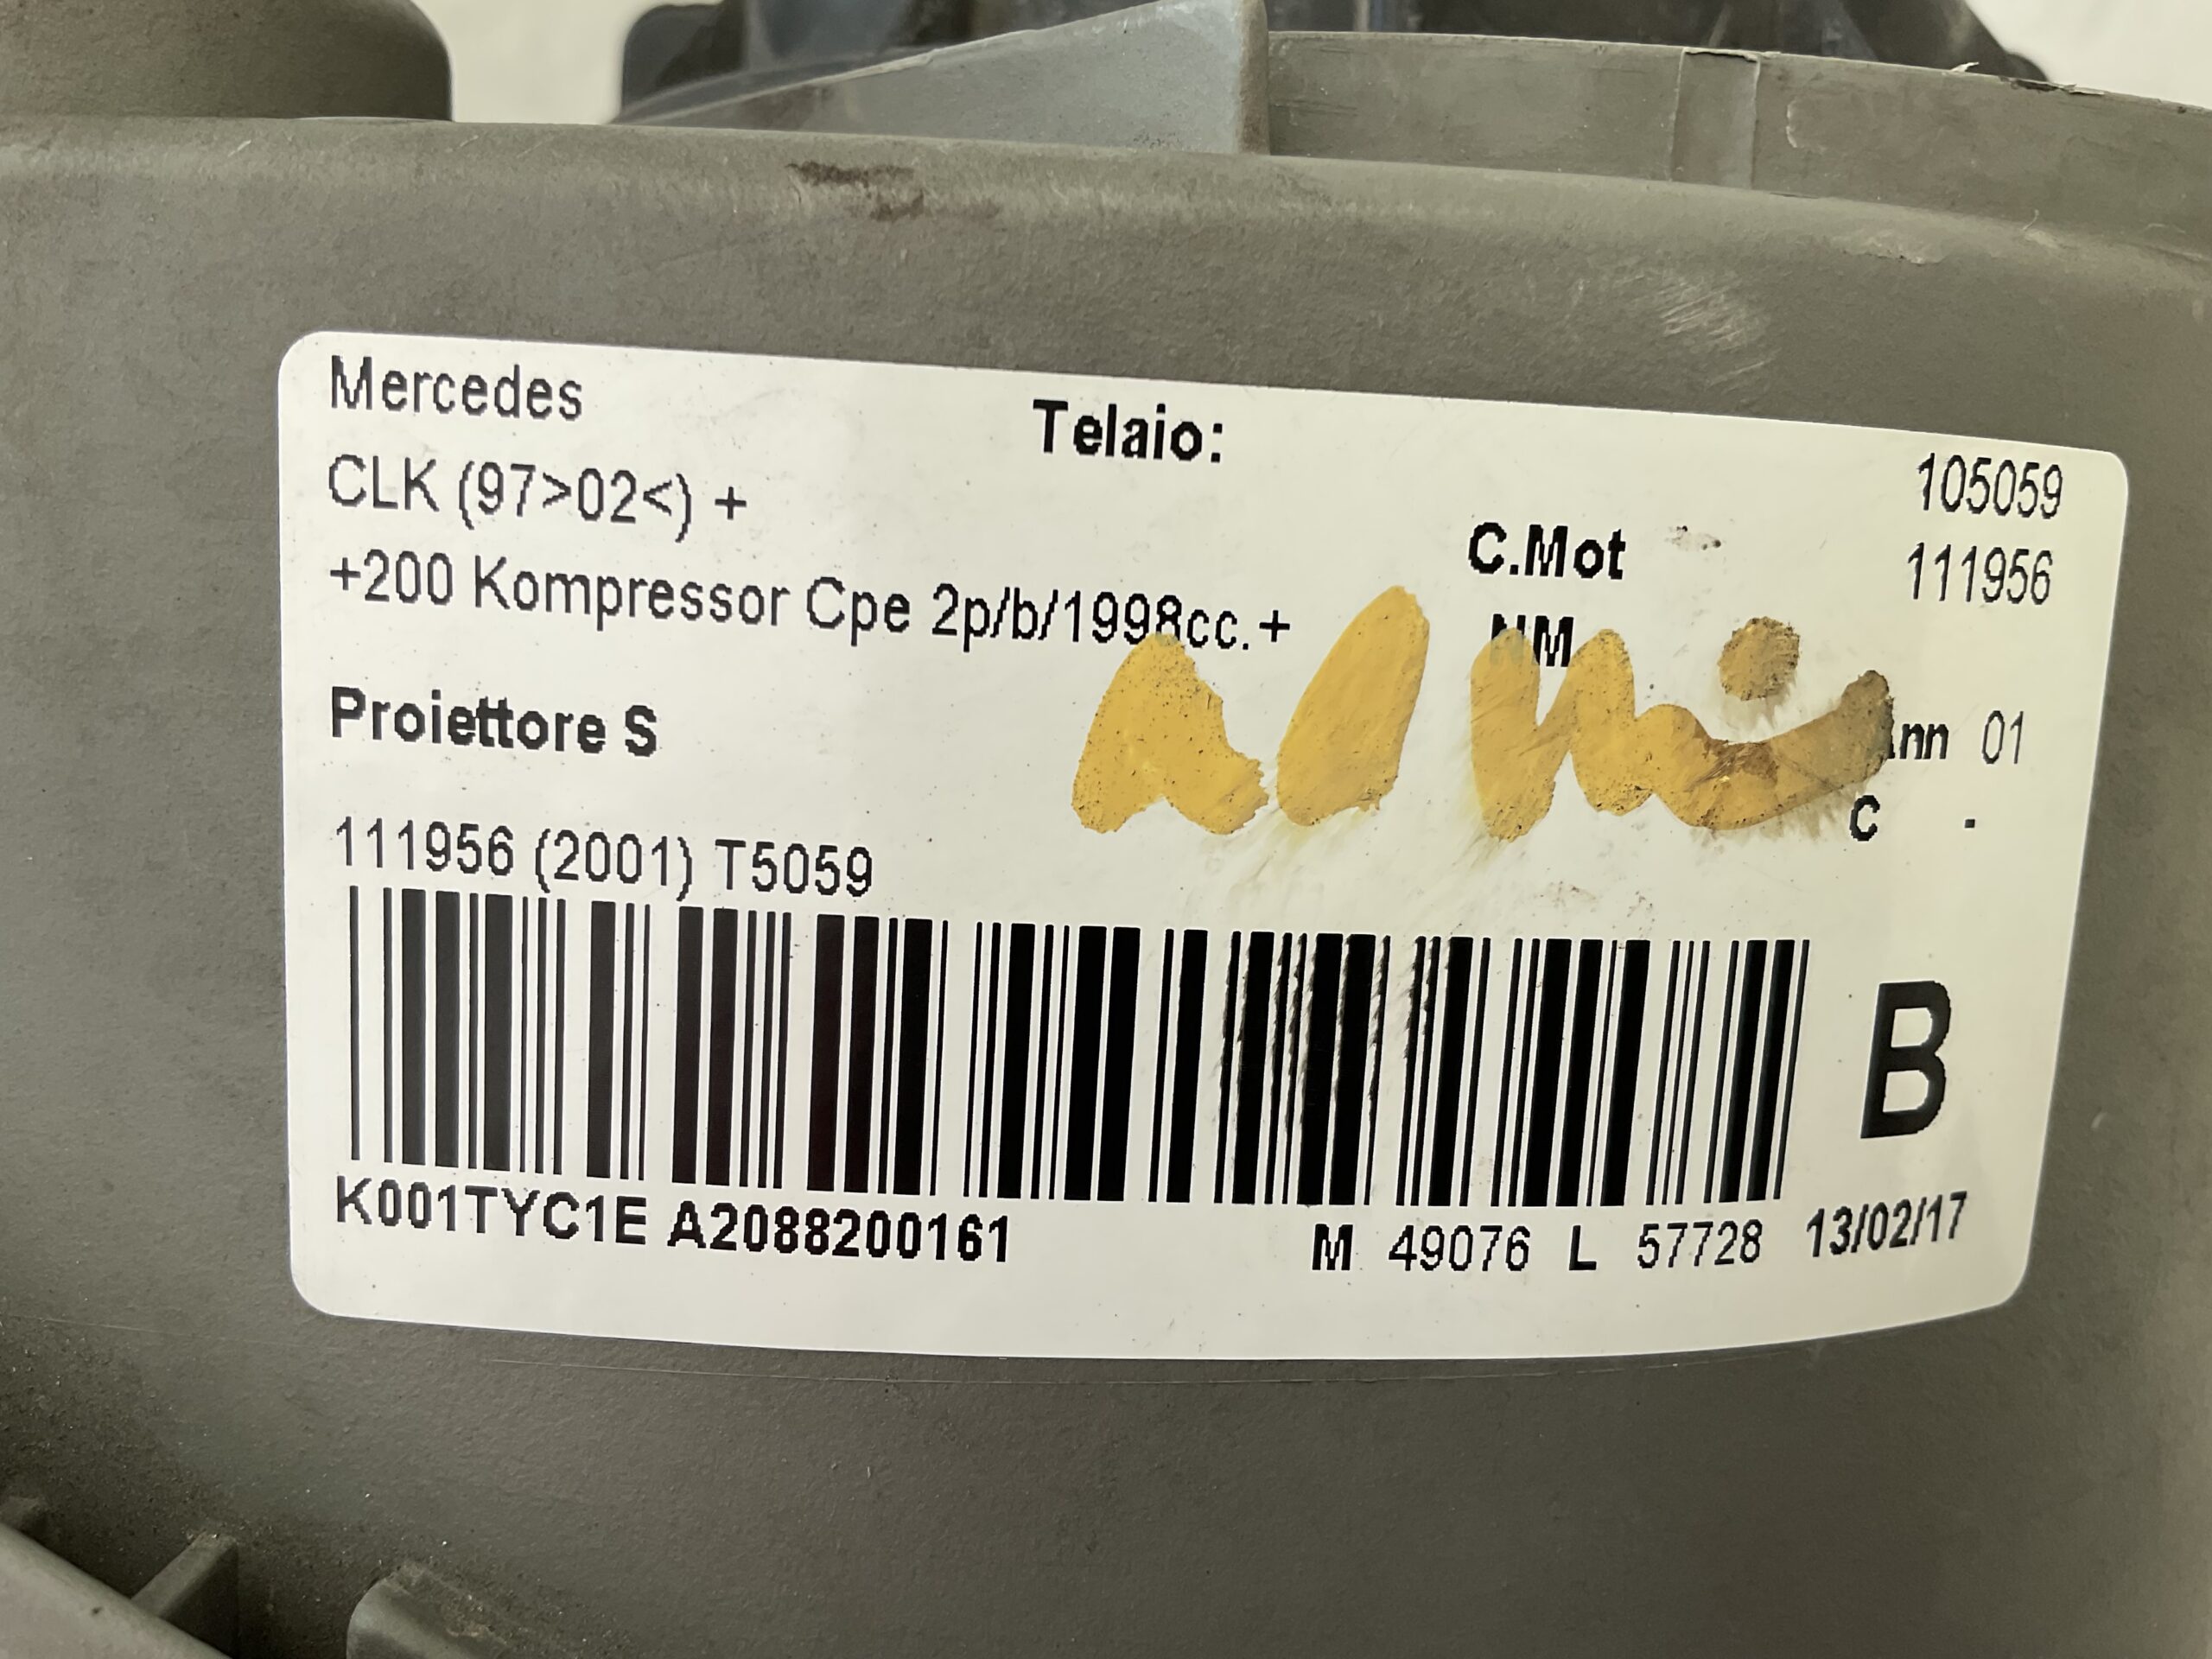 Mercedes
Telaio:
105059
CLK (97>02<) +
C.Mot
111956
+200 Kompressor Cpe 2p/b/1998cc.+
NM
Proiettore S
01
C -
111956 (2001) T5059
B
K001TYC1E A2088200161 M 49076 L 57728 13/02/17